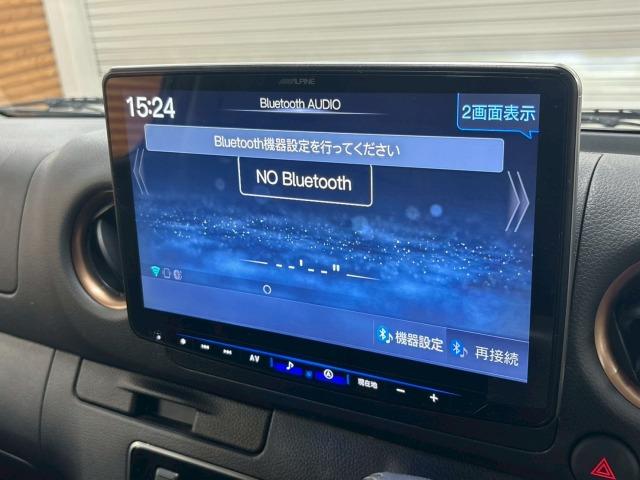 ALPINE
15:24
Bluetooth AUDIO
2画面表示
Bluetooth機器設定を行ってください
NO Bluetooth
--'--"
機器設定
再接続
AV
現在地
− +